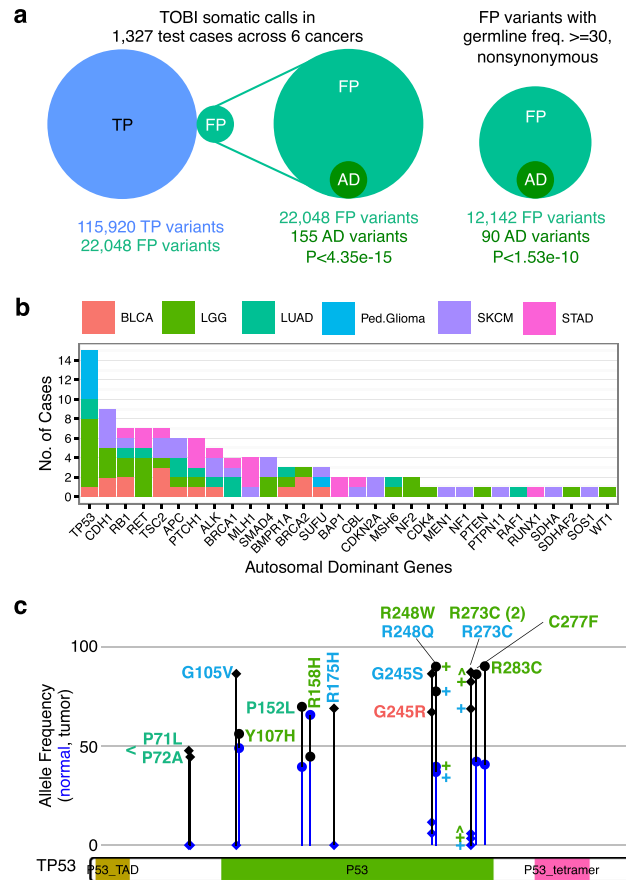 a
TOBI somatic calls in
1,327 test cases across 6 cancers
FP variants with
germline freq. >=30,
nonsynonymous
TP
FP
FP
AD
FP
AD
115,920 TP variants
22,048 FP variants
22,048 FP variants
155 AD variants
P<4.35e-15
12,142 FP variants
90 AD variants
P<1.53e-10
b
BLCA
LGG
LUAD
Ped.Glioma
SKCM
STAD
No. of Cases
14
12
10
8
6
4
2
0
TP53
CDH1
RB1
RET
TSC2
APC
PTCH1
ALK
BRCA1
MLH1
SMAD4
BMPR1A
BRCA2
SUFU
BAP1
CBL
CDKN2A
MSH6
NF2
CDK4
MEN1
NF1
PTEN
PTPN11
RAF1
RUNX1
SDHA
SDHAF2
SOS1
WT1
Autosomal Dominant Genes
c
Allele Frequency
(normal, tumor)
100
50
0
< P71L
P72A
G105V
Y107H
P152L
R158H
R175H
R248W
R248Q
G245S
G245R
R273C (2)
R273C
C277F
R283C
+
+
+
+
^
+
+
^
+
+
TP53
P53_TAD
P53
P53_tetramer